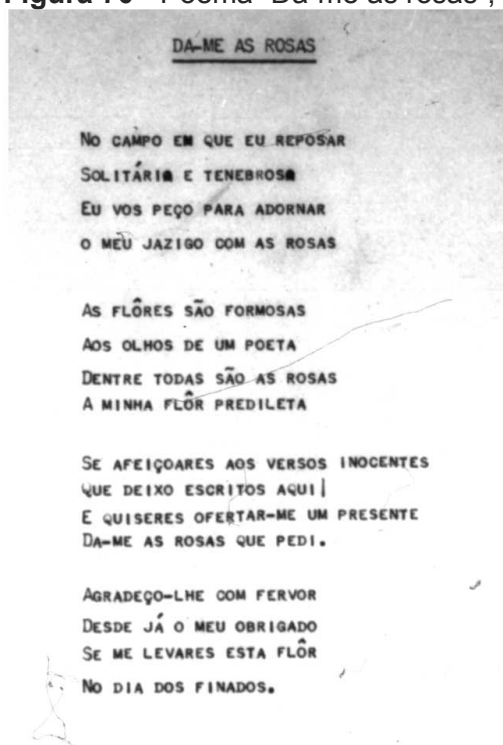 Poema "Da-me as rosas",
DA-ME AS ROSAS
NO CAMPO EM QUE EU REPOSAR
SOLITÁRIA E TENEBROSA
EU VOS PEÇO PARA ADORNAR
O MEU JAZIGO COM AS ROSAS
AS FLÔRES SÃO FORMOSAS
AOS OLHOS DE UM POETA
DENTRE TODAS SÃO AS ROSAS
A MINHA FLÔR PREDILETA
SE AFEIÇOARES AOS VERSOS INOCENTES
QUE DEIXO ESCRITOS AQUI
E QUISERES OFERTAR-ME UM PRESENTE
DA-ME AS ROSAS QUE PEDI.
AGRADEÇO-LHE COM FERVOR
DESDE JÁ O MEU OBRIGADO
SE ME LEVARES ESTA FLÔR
NO DIA DOS FINADOS.